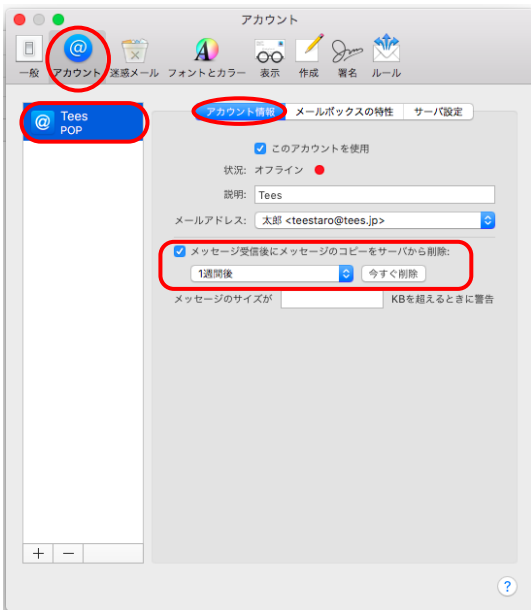 アカウント
一般 アカウント 迷惑メール フォントとカラー 表示 作成 署名 ルール
Tees
POP
アカウント情報 メールボックスの特性 サーバ設定
このアカウントを使用
状況: オフライン
説明: Tees
メールアドレス: 太郎 <teestaro@tees.jp>
メッセージ受信後にメッセージのコピーをサーバから削除:
1週間後 今すぐ削除
メッセージのサイズが KBを超えるときに警告
+ −
?